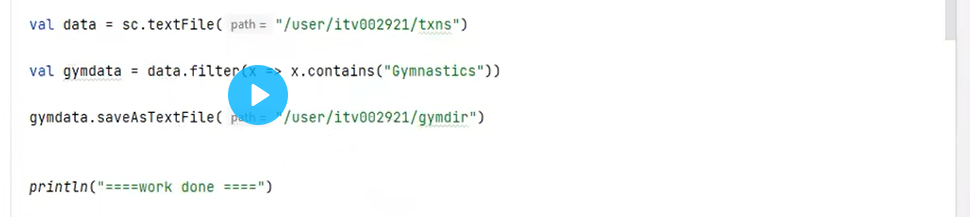 val data = sc.textFile( path = "/user/itv002921/txns")
val gymdata = data.filter(x => x.contains("Gymnastics"))
gymdata.saveAsTextFile( path = "/user/itv002921/gymdir")
println("====work done ====")